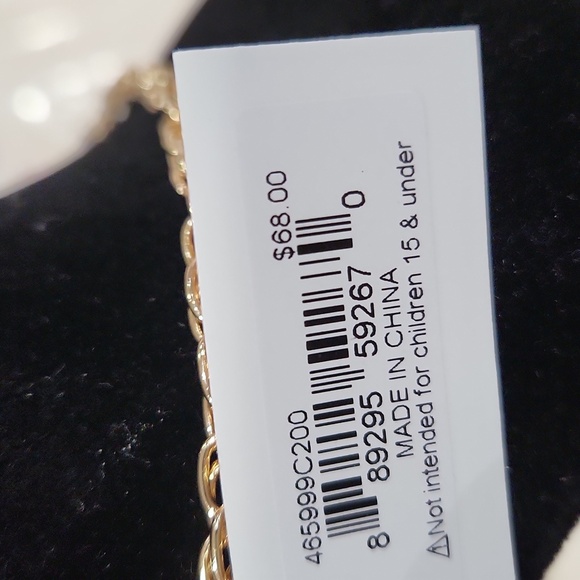 $68.00
465999C200
8 89295 59267 0
MADE IN CHINA
⚠Not intended for children 15 & under